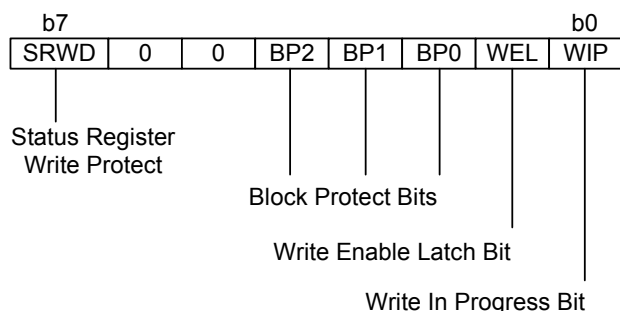 b7 b0
SRWD 0 0 BP2 BP1 BP0 WEL WIP
Status Register
Write Protect
Block Protect Bits
Write Enable Latch Bit
Write In Progress Bit